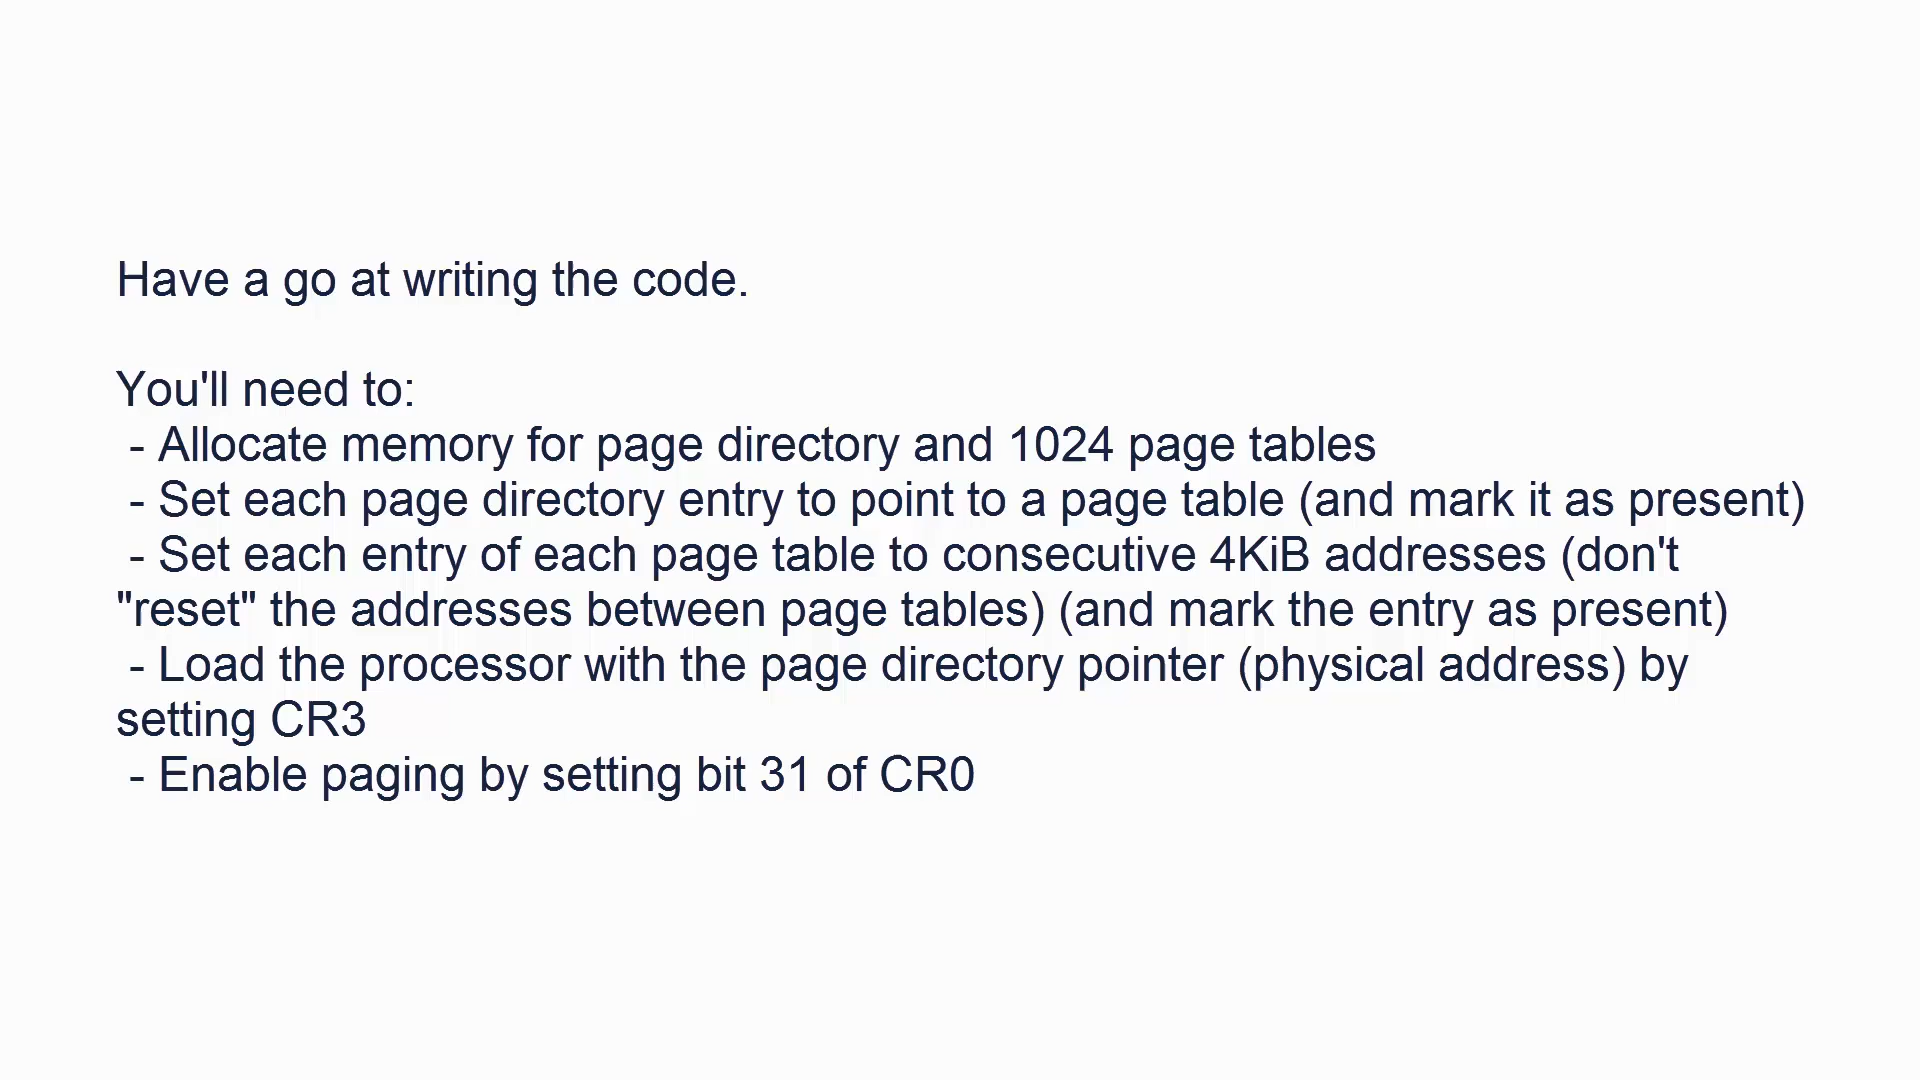 Have a go at writing the code.
You'll need to:
- Allocate memory for page directory and 1024 page tables
- Set each page directory entry to point to a page table (and mark it as present)
- Set each entry of each page table to consecutive 4KiB addresses (don't
"reset" the addresses between page tables) (and mark the entry as present)
- Load the processor with the page directory pointer (physical address) by
setting CR3
- Enable paging by setting bit 31 of CR0